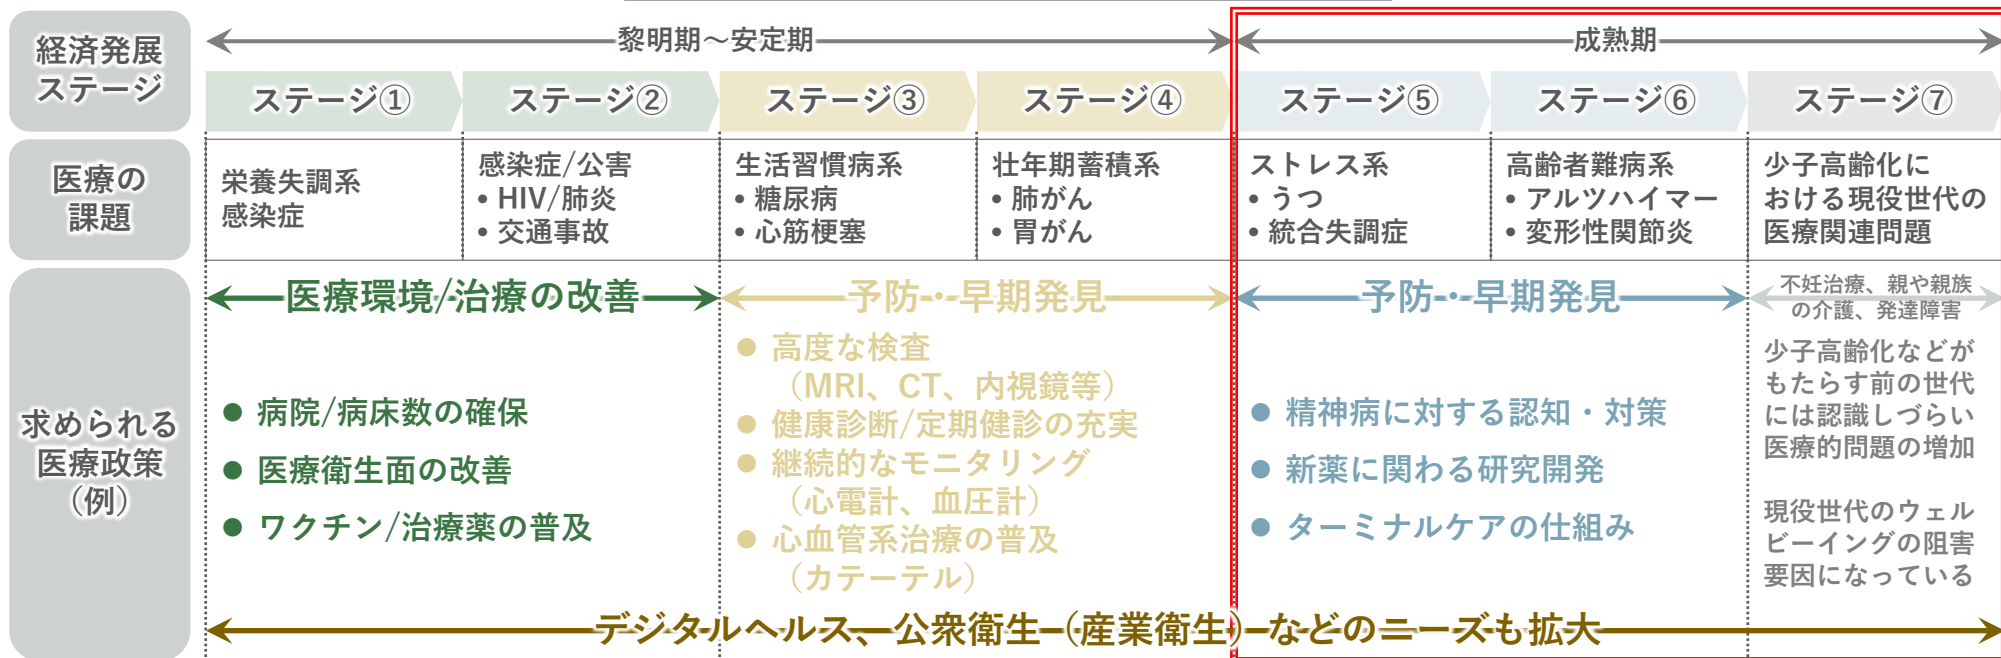 経済発展
ステージ
黎明期～安定期
成熟期
ステージ①
ステージ②
ステージ③
ステージ④
ステージ⑤
ステージ⑥
ステージ⑦
医療の
課題
栄養失調系
感染症
感染症/公害
• HIV/肺炎
• 交通事故
生活習慣病系
• 糖尿病
• 心筋梗塞
壮年期蓄積系
• 肺がん
• 胃がん
ストレス系
• うつ
• 統合失調症
高齢者難病系
• アルツハイマー
• 変形性関節炎
少子高齢化に
おける現役世代の
医療関連問題
求められる
医療政策
（例）
医療環境/治療の改善
● 病院/病床数の確保
● 医療衛生面の改善
● ワクチン/治療薬の普及
予防・早期発見
● 高度な検査
（MRI、CT、内視鏡等）
● 健康診断/定期健診の充実
● 継続的なモニタリング
（心電計、血圧計）
● 心血管系治療の普及
（カテーテル）
予防・早期発見
● 精神病に対する認知・対策
● 新薬に関わる研究開発
● ターミナルケアの仕組み
不妊治療、親や親族
の介護、発達障害
少子高齢化などが
もたらす前の世代
には認識しづらい
医療的問題の増加
現役世代のウェル
ビーイングの阻害
要因になっている
デジタルヘルス、公衆衛生（産業衛生）などのニーズも拡大